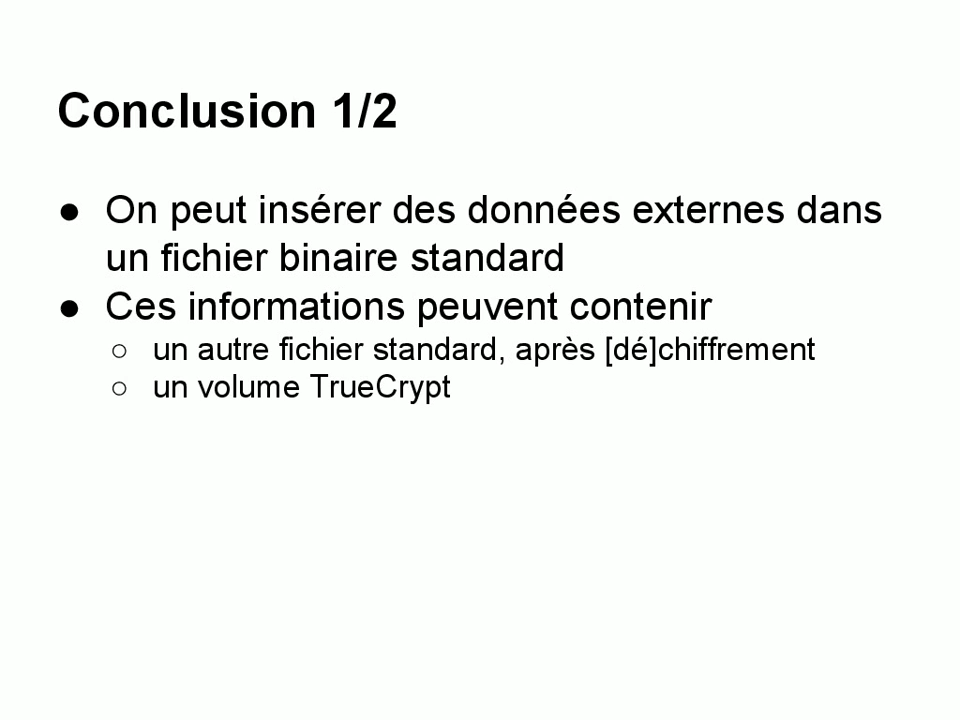 Conclusion 1/2
● On peut insérer des données externes dans
un fichier binaire standard
● Ces informations peuvent contenir
○ un autre fichier standard, après [dé]chiffrement
○ un volume TrueCrypt